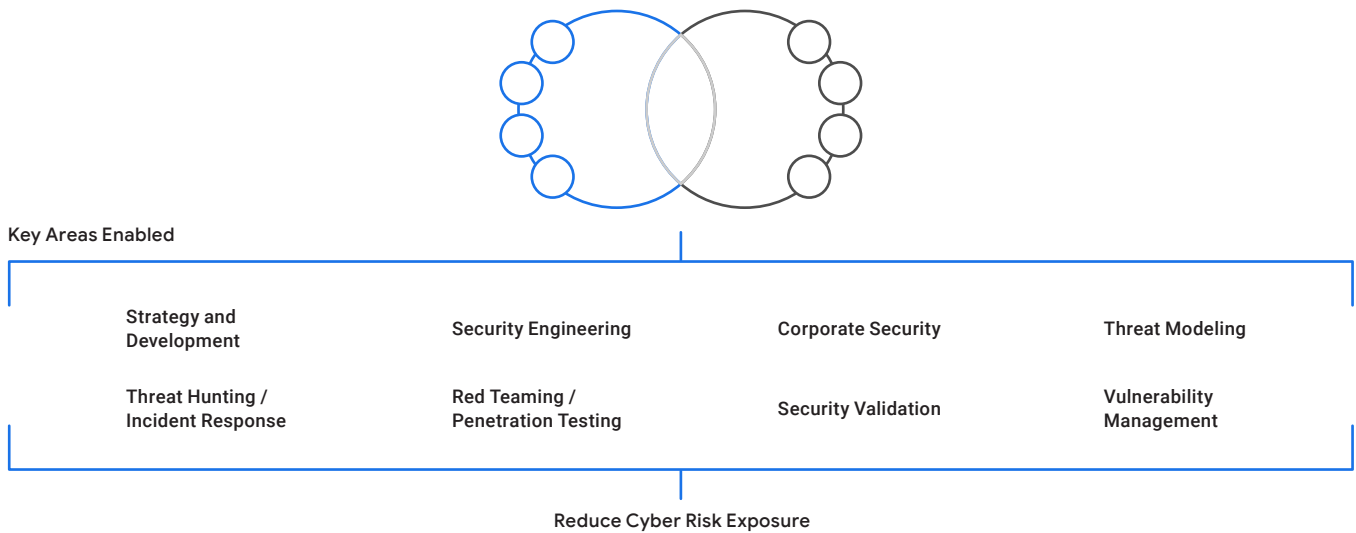 Key Areas Enabled
Strategy and
Development
Security Engineering
Corporate Security
Threat Modeling
Threat Hunting /
Incident Response
Red Teaming /
Penetration Testing
Security Validation
Vulnerability
Management
Reduce Cyber Risk Exposure